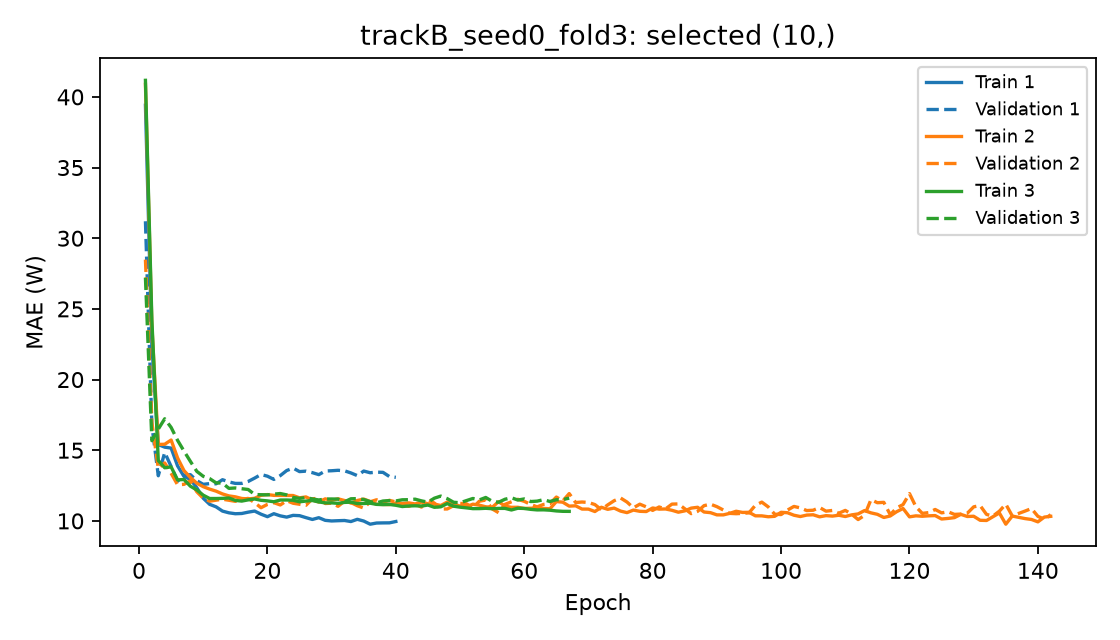 trackB_seed0_fold3: selected (10,)
Train 1
Validation 1
Train 2
Validation 2
Train 3
Validation 3
MAE (W)
40
35
30
25
20
15
10
0 20 40 60 80 100 120 140
Epoch